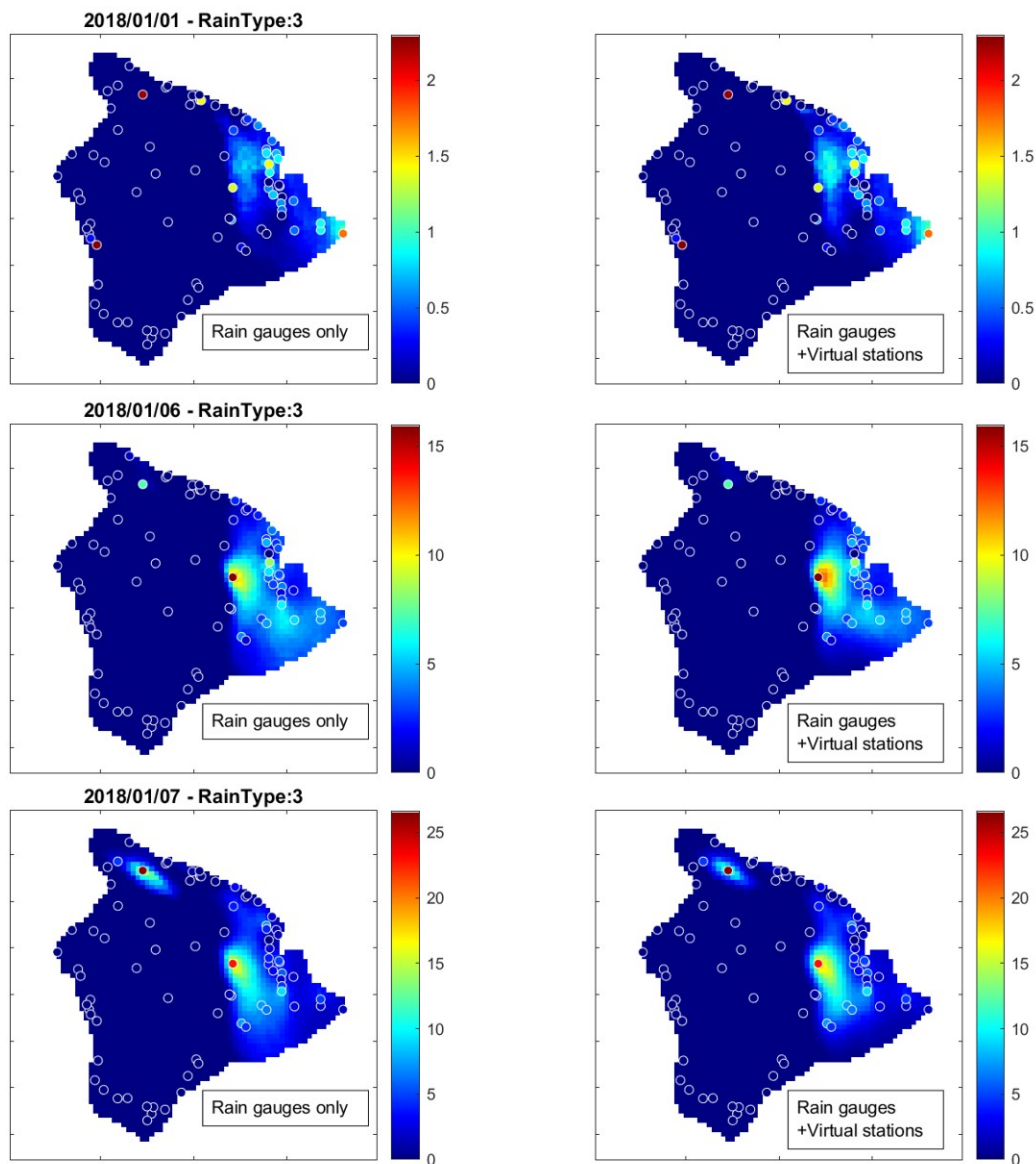 2018/01/01 - RainType:3
2
1.5
1
0.5
0
Rain gauges only
2
1.5
1
0.5
0
Rain gauges
+Virtual stations
2018/01/06 - RainType:3
15
10
5
0
Rain gauges only
15
10
5
0
Rain gauges
+Virtual stations
2018/01/07 - RainType:3
25
20
15
10
5
0
Rain gauges only
25
20
15
10
5
0
Rain gauges
+Virtual stations